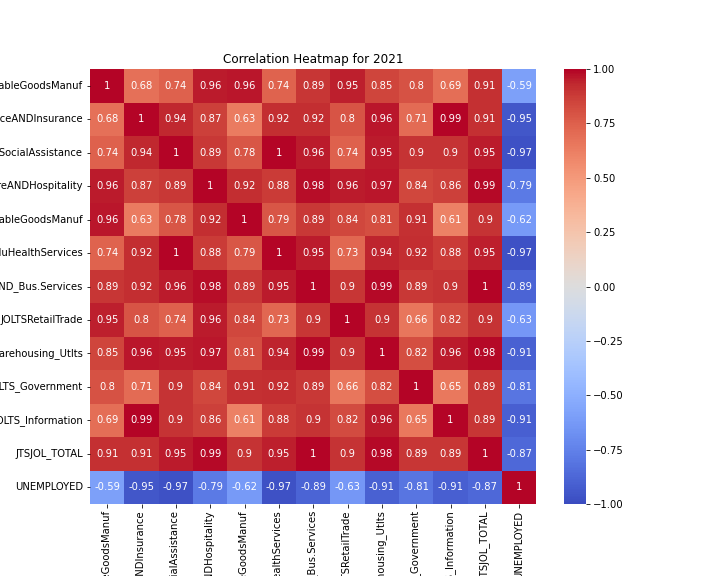 Correlation Heatmap for 2021
ableGoodsManuf 1 0.68 0.74 0.96 0.96 0.74 0.89 0.95 0.85 0.8 0.69 0.91 -0.59
ceANDInsurance 0.68 1 0.94 0.87 0.63 0.92 0.92 0.8 0.96 0.71 0.99 0.91 -0.95
SocialAssistance 0.74 0.94 1 0.89 0.78 1 0.96 0.74 0.95 0.9 0.9 0.95 -0.97
reANDHospitality 0.96 0.87 0.89 1 0.92 0.88 0.98 0.96 0.97 0.84 0.86 0.99 -0.79
ableGoodsManuf 0.96 0.63 0.78 0.92 1 0.79 0.89 0.84 0.81 0.91 0.61 0.9 -0.62
uHealthServices 0.74 0.92 1 0.88 0.79 1 0.95 0.73 0.94 0.92 0.88 0.95 -0.97
ND_Bus.Services 0.89 0.92 0.96 0.98 0.89 0.95 1 0.9 0.99 0.89 0.9 1 -0.89
JOLTSRetailTrade 0.95 0.8 0.74 0.96 0.84 0.73 0.9 1 0.9 0.66 0.82 0.9 -0.63
arehousing_Utlts 0.85 0.96 0.95 0.97 0.81 0.94 0.99 0.9 1 0.82 0.96 0.98 -0.91
LTS_Government 0.8 0.71 0.9 0.84 0.91 0.92 0.89 0.66 0.82 1 0.65 0.89 -0.81
OLTS_Information 0.69 0.99 0.9 0.86 0.61 0.88 0.9 0.82 0.96 0.65 1 0.89 -0.91
JTSJOL_TOTAL 0.91 0.91 0.95 0.99 0.9 0.95 1 0.9 0.98 0.89 0.89 1 -0.87
UNEMPLOYED -0.59 -0.95 -0.97 -0.79 -0.62 -0.97 -0.89 -0.63 -0.91 -0.81 -0.91 -0.87 1
eGoodsManuf
NDInsurance
ialAssistance
NDHospitality
eGoodsManuf
ealthServices
_Bus.Services
TSRetailTrade
housing_Utlts
_Government
_Information
TSJOL_TOTAL
UNEMPLOYED
1.00
0.75
0.50
0.25
0.00
−0.25
−0.50
−0.75
−1.00